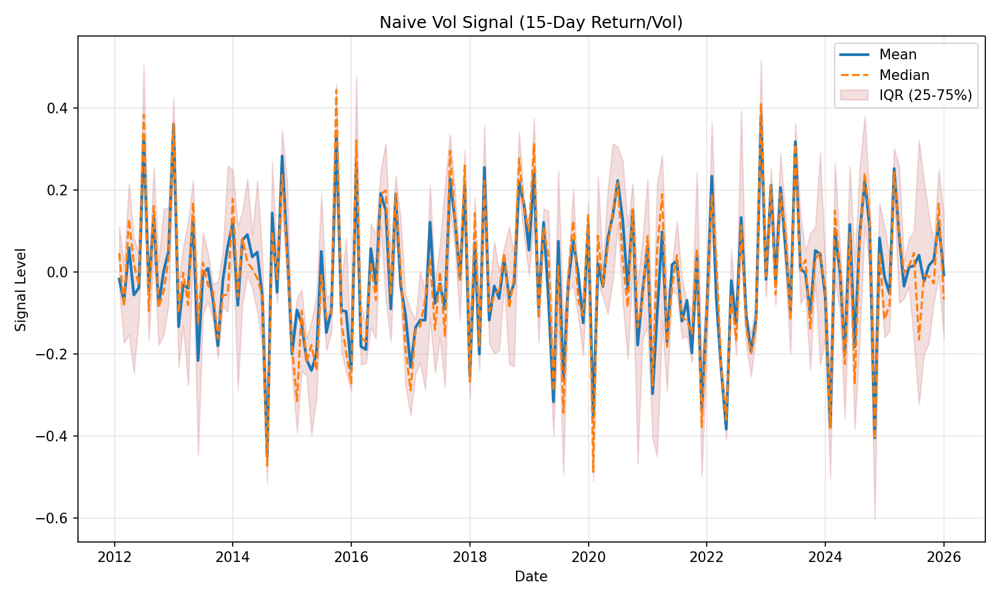 Naive Vol Signal (15-Day Return/Vol)
Mean
Median
IQR (25-75%)
Signal Level
0.4
0.2
0.0
−0.2
−0.4
−0.6
2012 2014 2016 2018 2020 2022 2024 2026
Date